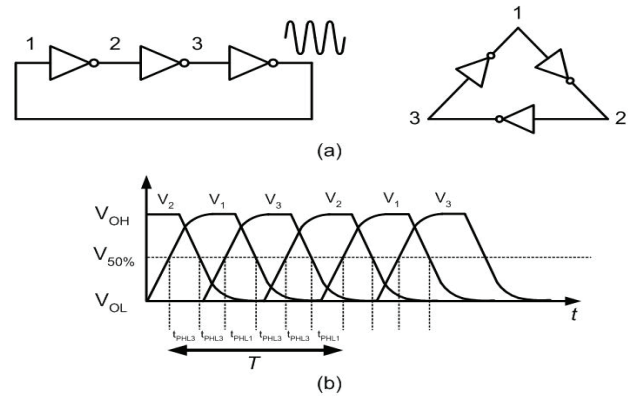 1 2 3
1
3 2
(a)
V2 V1 V3 V2 V1 V3
VOH
V50%
VOL
t
tPHL3 tPHL3 tPHL1 tPHL3 tPHL3 tPHL1
T
(b)